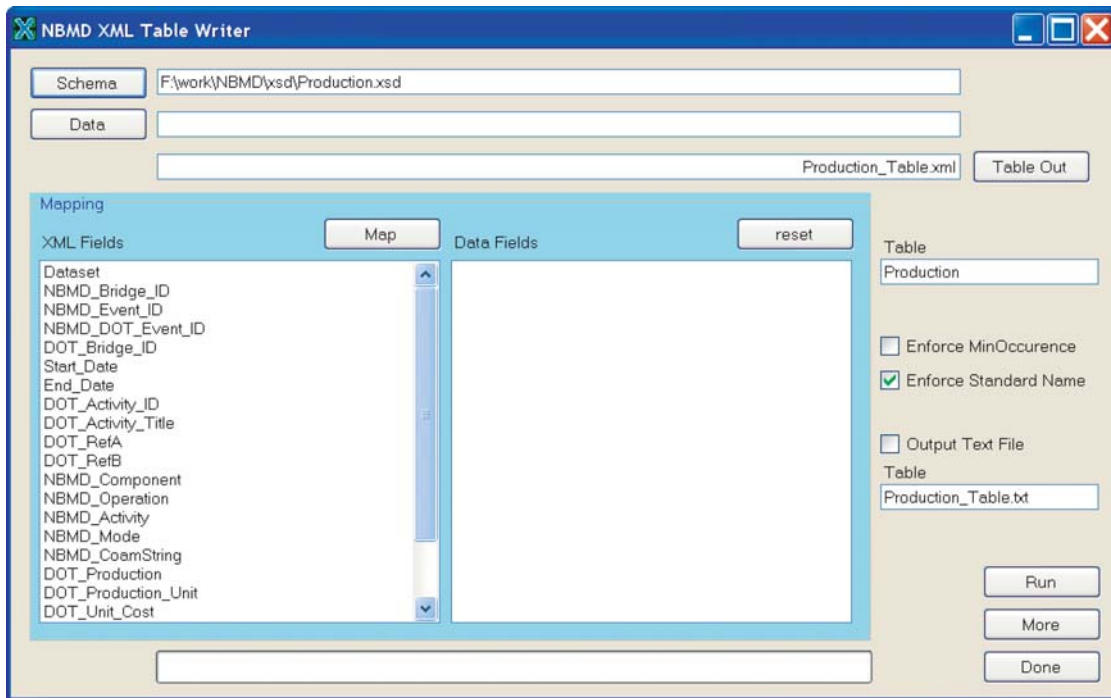 NBMD XML Table Writer
Schema
F:\work\NBMD\xsd\Production.xsd
Data
Production_Table.xml
Table Out
Mapping
XML Fields
Map
Data Fields
reset
Dataset
NBMD_Bridge_ID
NBMD_Event_ID
NBMD_DOT_Event_ID
DOT_Bridge_ID
Start_Date
End_Date
DOT_Activity_ID
DOT_Activity_Title
DOT_RefA
DOT_RefB
NBMD_Component
NBMD_Operation
NBMD_Activity
NBMD_Mode
NBMD_CoamString
DOT_Production
DOT_Production_Unit
DOT_Unit_Cost
Table
Production
Enforce MinOccurence
Enforce Standard Name
Output Text File
Table
Production_Table.txt
Run
More
Done